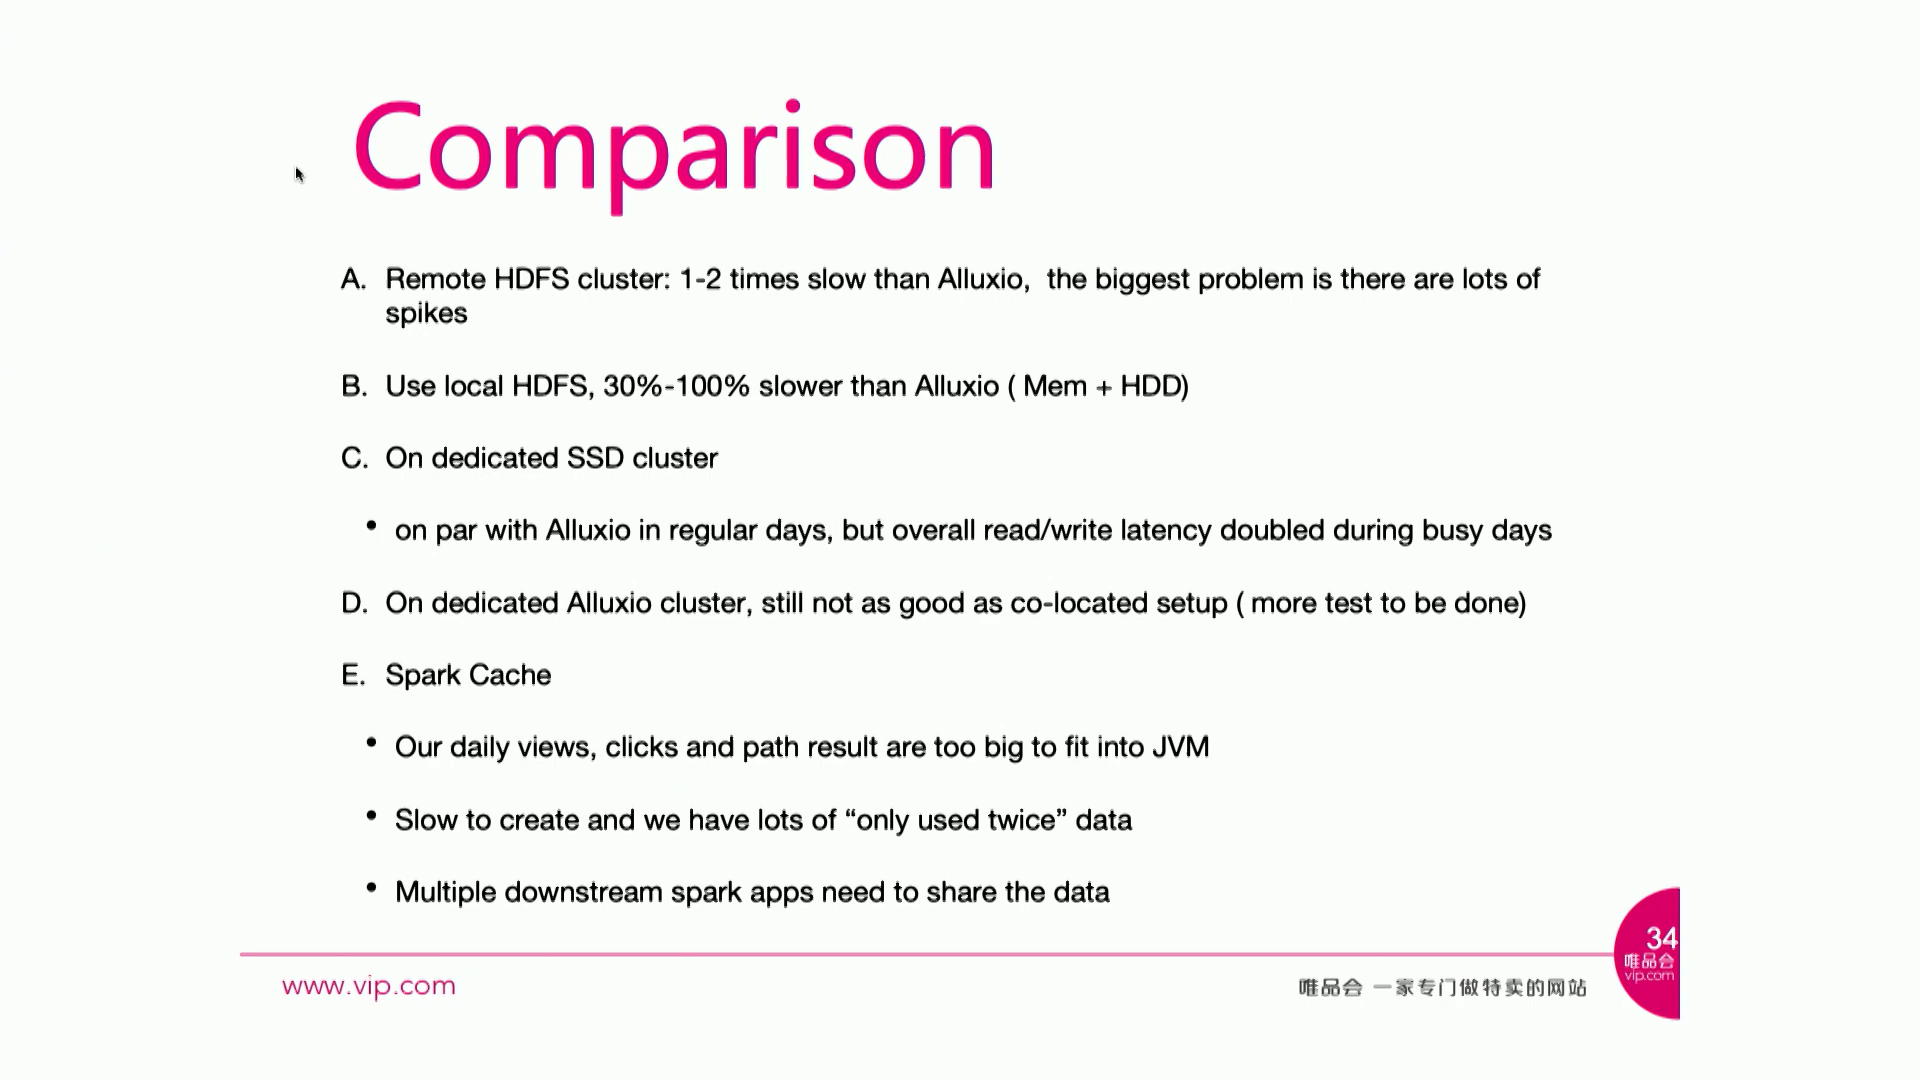 Comparison
A. Remote HDFS cluster: 1-2 times slow than Alluxio, the biggest problem is there are lots of
spikes
B. Use local HDFS, 30%-100% slower than Alluxio ( Mem + HDD)
C. On dedicated SSD cluster
• on par with Alluxio in regular days, but overall read/write latency doubled during busy days
D. On dedicated Alluxio cluster, still not as good as co-located setup ( more test to be done)
E. Spark Cache
• Our daily views, clicks and path result are too big to fit into JVM
• Slow to create and we have lots of “only used twice” data
• Multiple downstream spark apps need to share the data
www.vip.com
唯品会 一家专门做特卖的网站
34
唯品会
vip.com